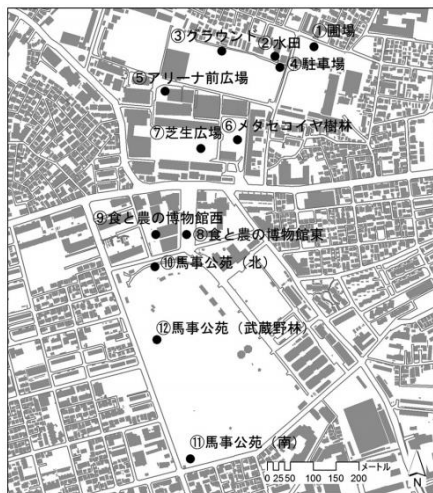 ①圃場
③グラウンド
②水田
④駐車場
⑤アリーナ前広場
⑥メタセコイヤ樹林
⑦芝生広場
⑨食と農の博物館西
⑧食と農の博物館東
⑩馬事公苑（北）
⑫馬事公苑（武蔵野林）
⑪馬事公苑（南）
メートル
0 25 50 100 150 200
N